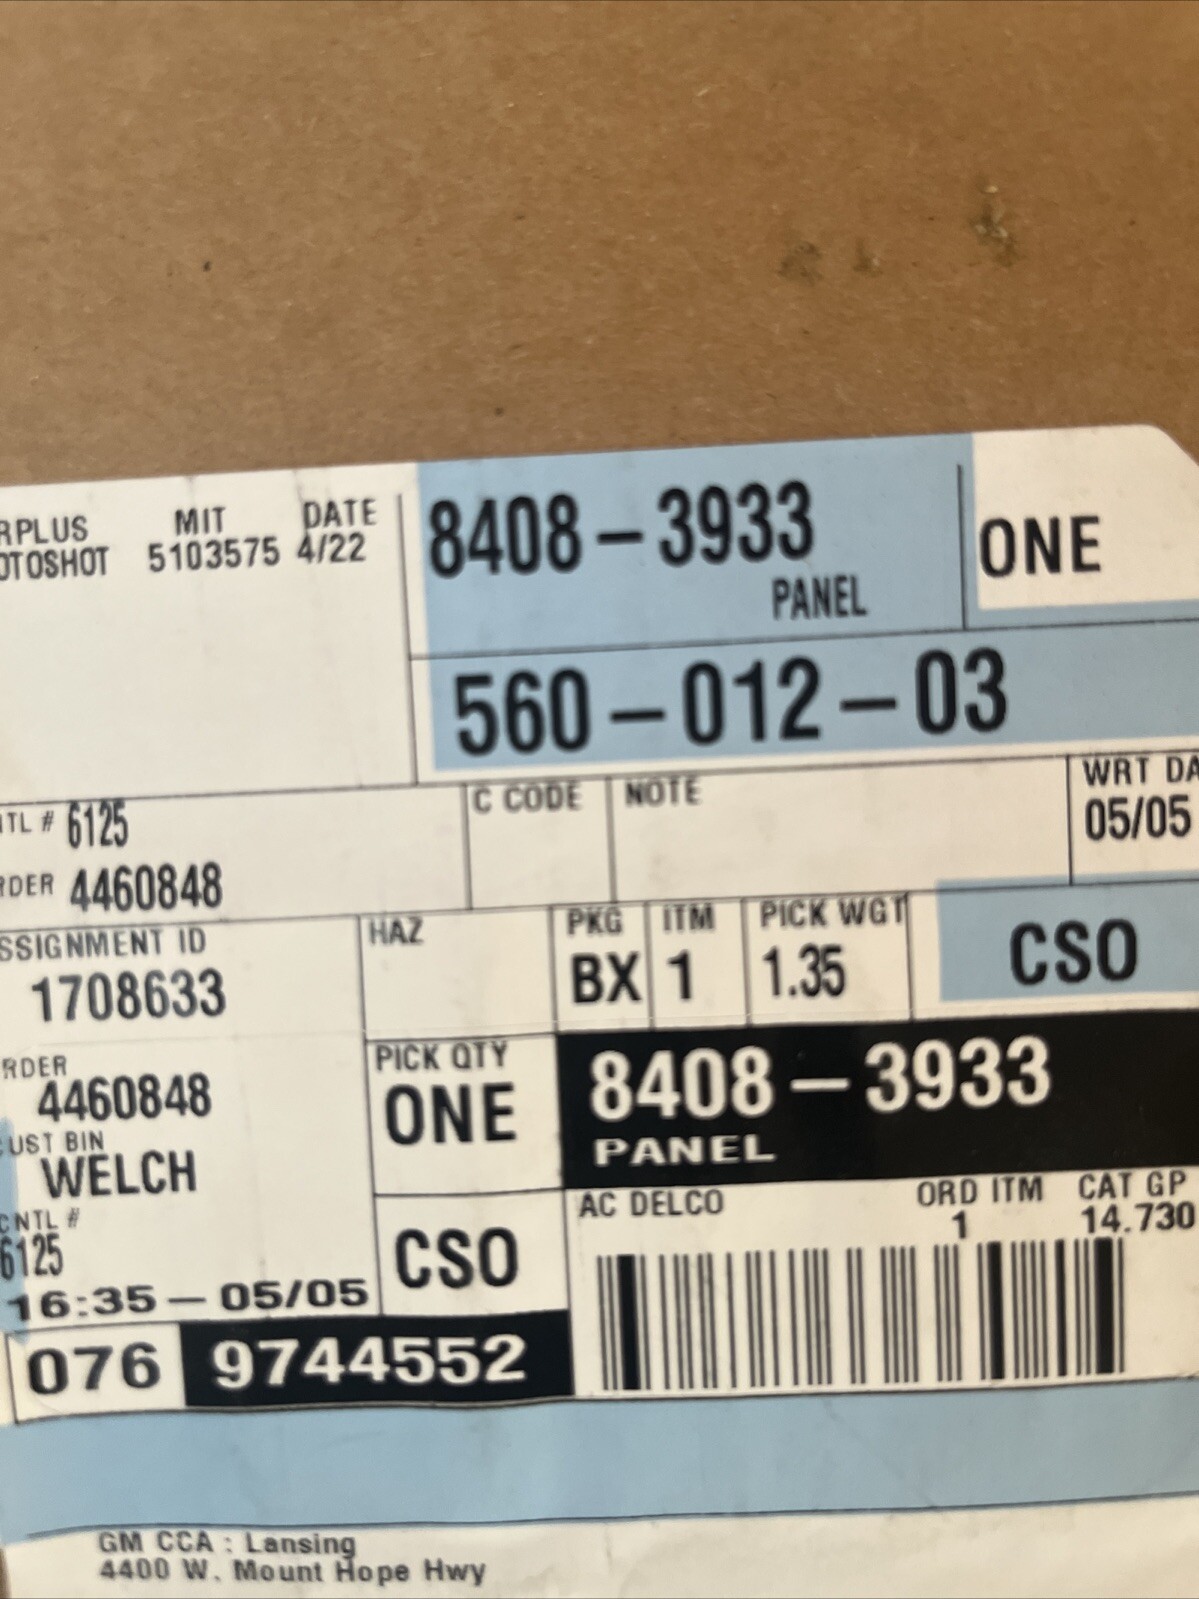 RPLUS MIT DATE
OTOSHOT 5103575 4/22
8408-3933
PANEL
ONE
560-012-03
TL # 6125
RDER 4460848
C CODE
NOTE
WRT DA
05/05
SSIGNMENT ID
1708633
HAZ
PKG
BX
ITM
1
PICK WGT
1.35
CSO
RDER
4460848
UST BIN
WELCH
CNTL #
6125
16:35-05/05
PICK QTY
ONE
CSO
8408-3933
PANEL
AC DELCO
ORD ITM
1
CAT GP
14.730
076 9744552
GM CCA : Lansing
4400 W. Mount Hope Hwy